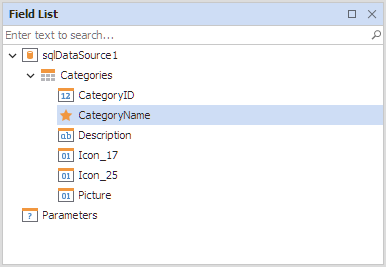 Field List
Enter text to search...
sqlDataSource1
Categories
12 CategoryID
CategoryName
ab Description
01 Icon_17
01 Icon_25
01 Picture
? Parameters